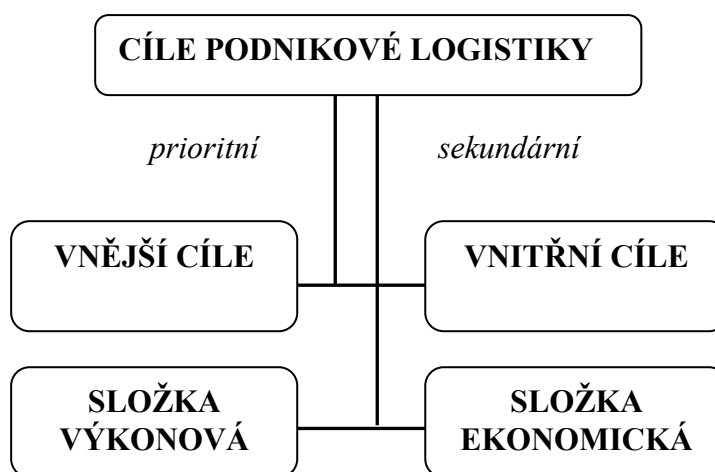 CÍLE PODNIKOVÉ LOGISTIKY
prioritní sekundární
VNĚJŠÍ CÍLE VNITŘNÍ CÍLE
SLOŽKA
VÝKONOVÁ
SLOŽKA
EKONOMICKÁ